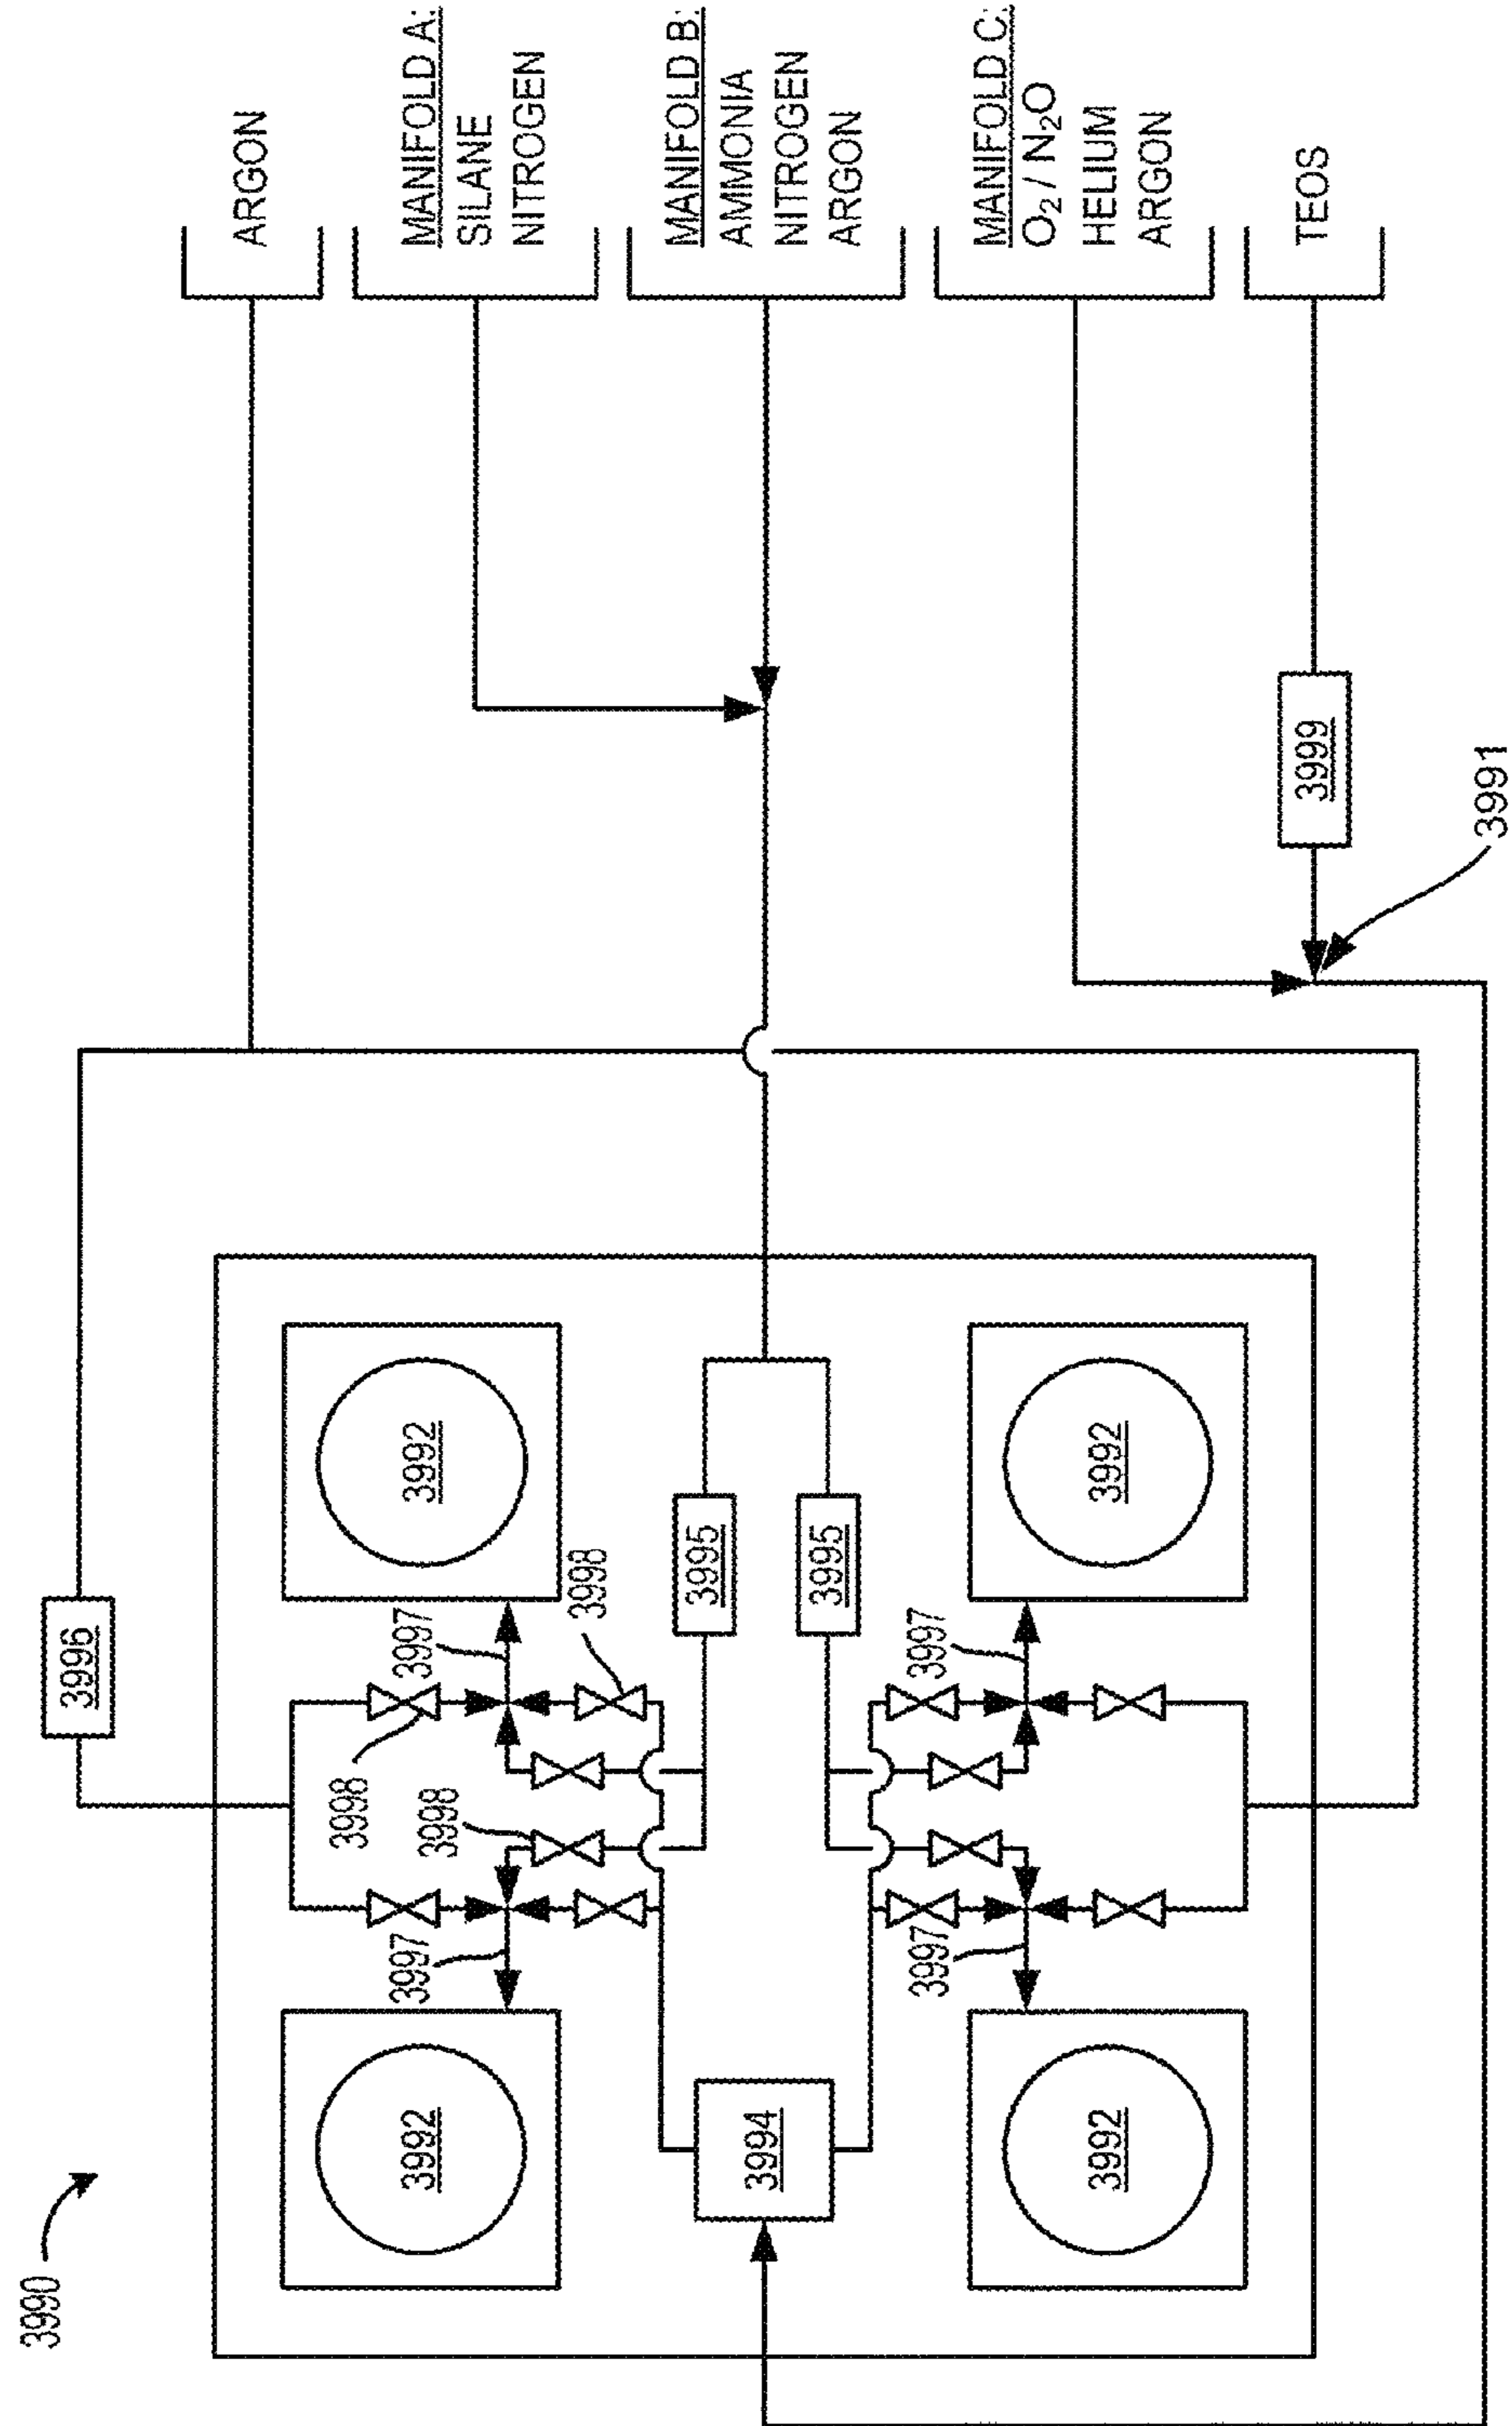 3990
3996
ARGON
MANIFOLD A:
SILANE
NITROGEN
MANIFOLD B:
AMMONIA
NITROGEN
ARGON
MANIFOLD C:
O₂ / N₂O
HELIUM
ARGON
TEOS
3999
3991
3992
3992
3992
3992
3997
3997
3997
3997
3998
3998
3998
3995
3995
3994